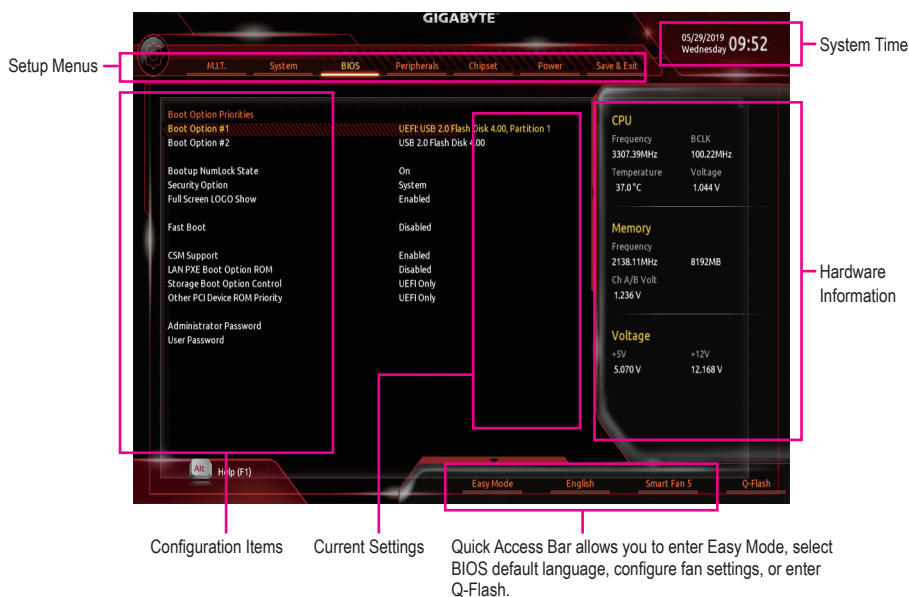 GIGABYTE™
05/29/2019
Wednesday 09:52
System Time
Setup Menus
M.I.T. System BIOS Peripherals Chipset Power Save & Exit
Boot Option Priorities
Boot Option #1 UEFI: USB 2.0 Flash Disk 4.00, Partition 1
Boot Option #2 USB 2.0 Flash Disk 4.00
Bootup NumLock State On
Security Option System
Full Screen LOGO Show Enabled
Fast Boot Disabled
CSM Support Enabled
LAN PXE Boot Option ROM Disabled
Storage Boot Option Control UEFI Only
Other PCI Device ROM Priority UEFI Only
Administrator Password
User Password
CPU
Frequency BCLK
3307.39MHz 100.22MHz
Temperature Voltage
37.0 °C 1.044 V
Memory
Frequency
2138.11MHz 8192MB
Ch A/B Volt
1.236 V
Voltage
+5V +12V
5.070 V 12.168 V
Hardware
Information
Alt Help (F1)
Easy Mode English Smart Fan 5 Q-Flash
Configuration Items
Current Settings
Quick Access Bar allows you to enter Easy Mode, select
BIOS default language, configure fan settings, or enter
Q-Flash.